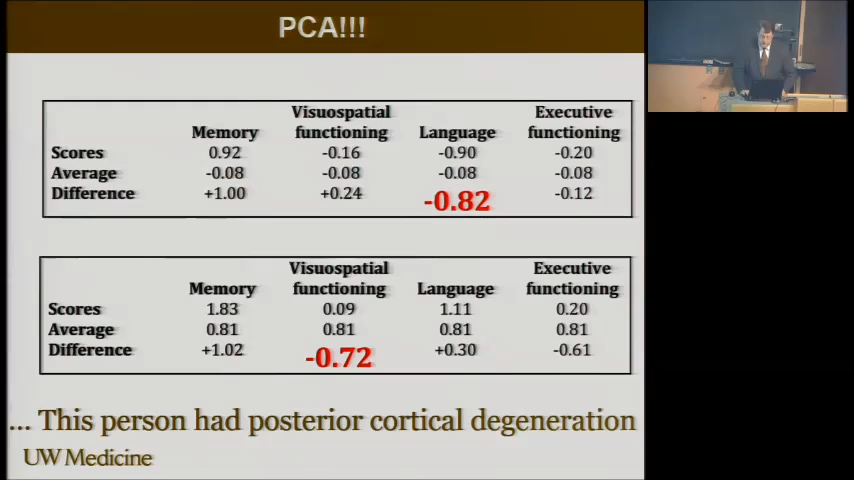 PCA!!!
Memory Visuospatial functioning Language Executive functioning
Scores 0.92 -0.16 -0.90 -0.20
Average -0.08 -0.08 -0.08 -0.08
Difference +1.00 +0.24 -0.82 -0.12
Memory Visuospatial functioning Language Executive functioning
Scores 1.83 0.09 1.11 0.20
Average 0.81 0.81 0.81 0.81
Difference +1.02 -0.72 +0.30 -0.61
... This person had posterior cortical degeneration
UW Medicine